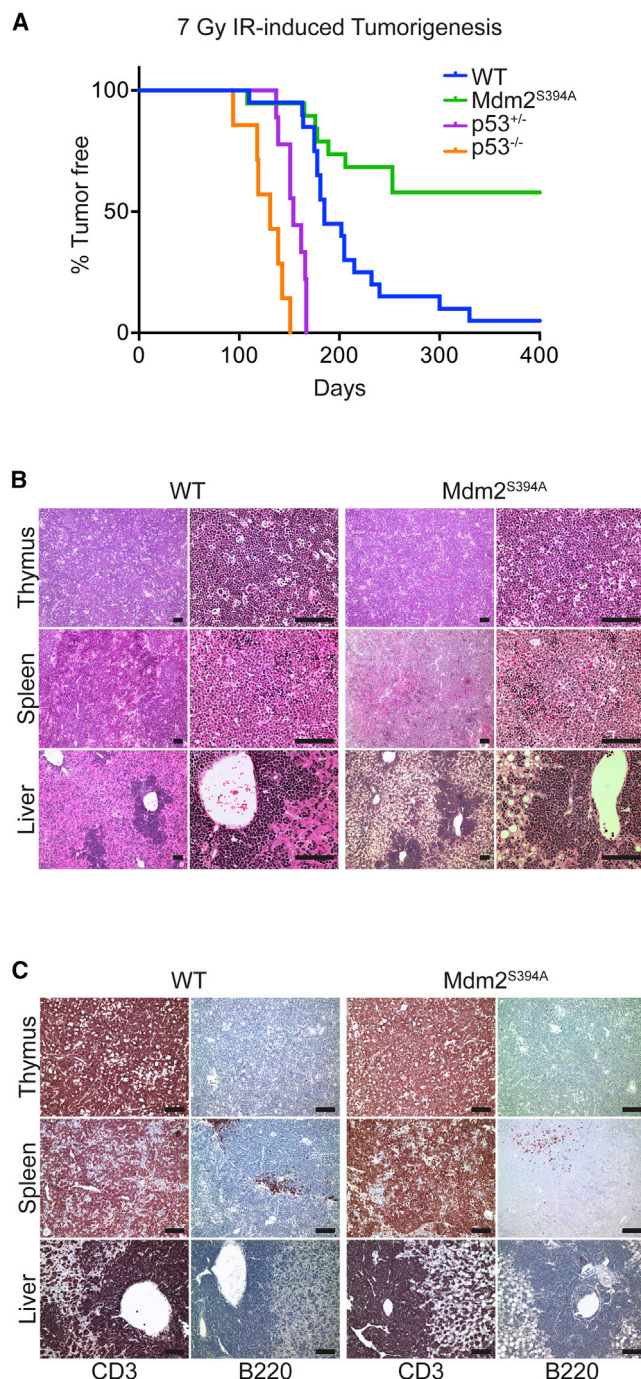 A
7 Gy IR-induced Tumorigenesis
WT
Mdm2S394A
p53+/-
p53-/-
% Tumor free
100
50
0
0 100 200 300 400
Days
B
WT Mdm2S394A
Thymus
Spleen
Liver
C
WT Mdm2S394A
Thymus
Spleen
Liver
CD3 B220 CD3 B220